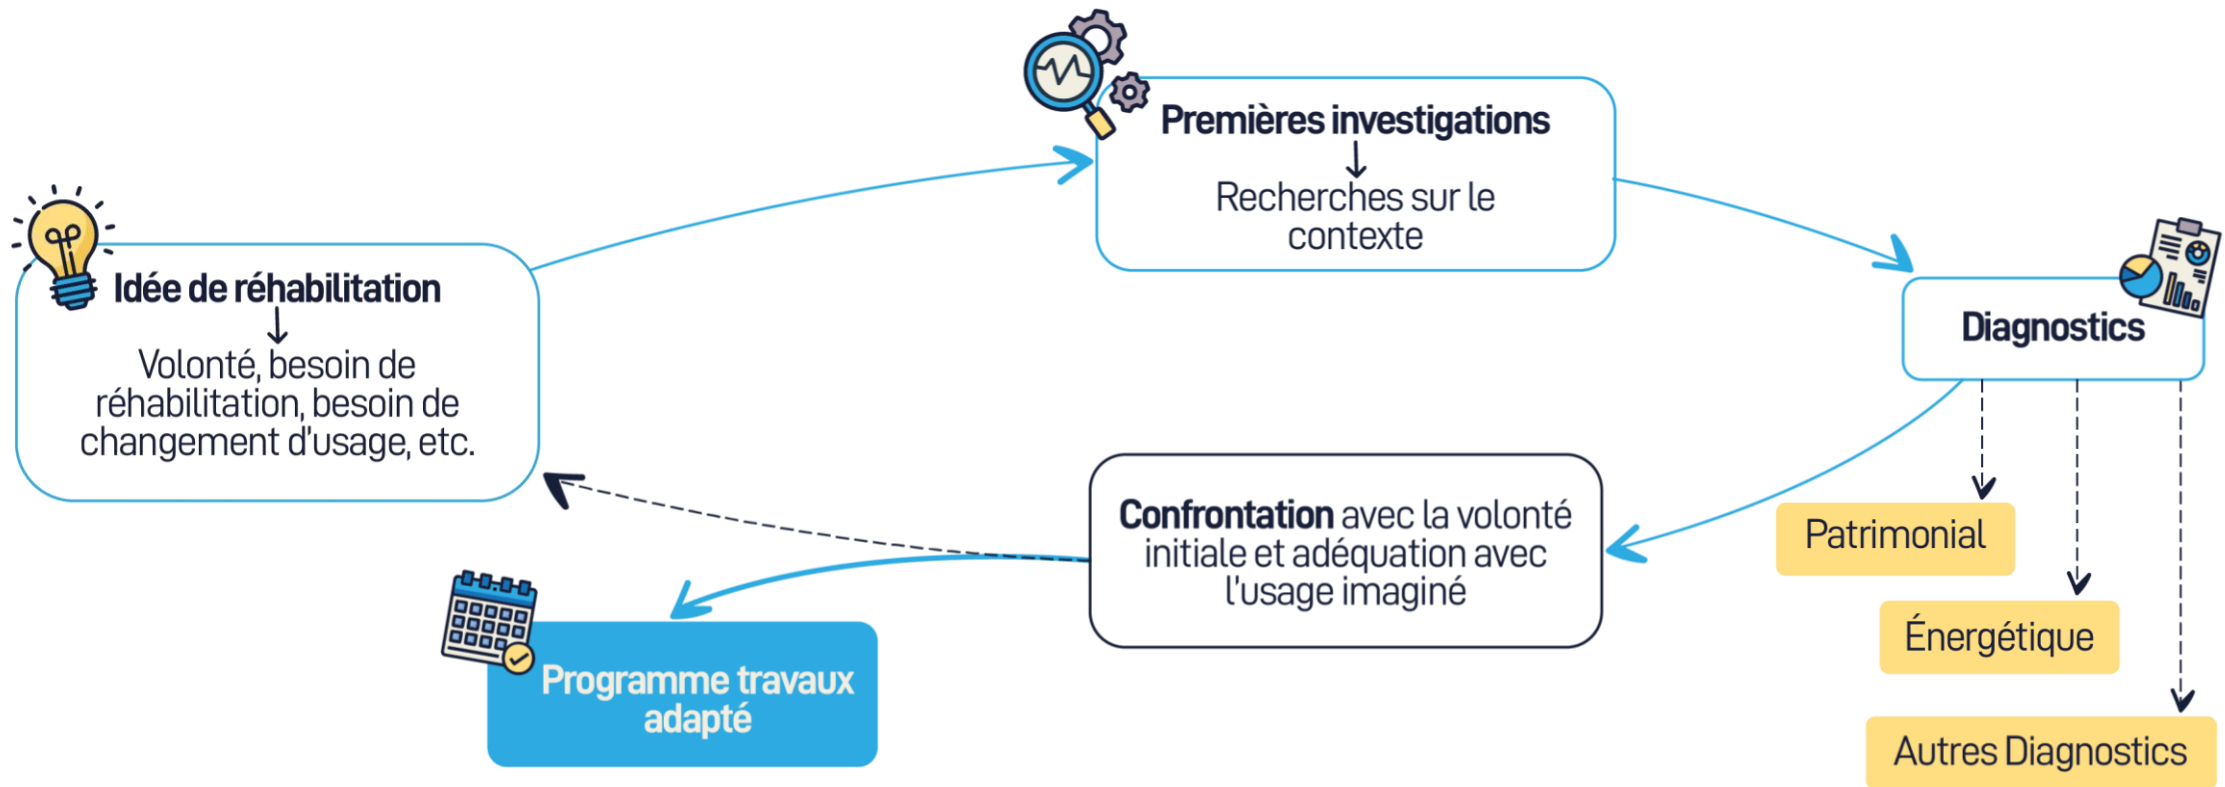 Premières investigations
Recherches sur le
contexte
Idée de réhabilitation
Volonté, besoin de
réhabilitation, besoin de
changement d'usage, etc.
Diagnostics
Confrontation avec la volonté
initiale et adéquation avec
l'usage imaginé
Patrimonial
Énergétique
Autres Diagnostics
Programme travaux
adapté